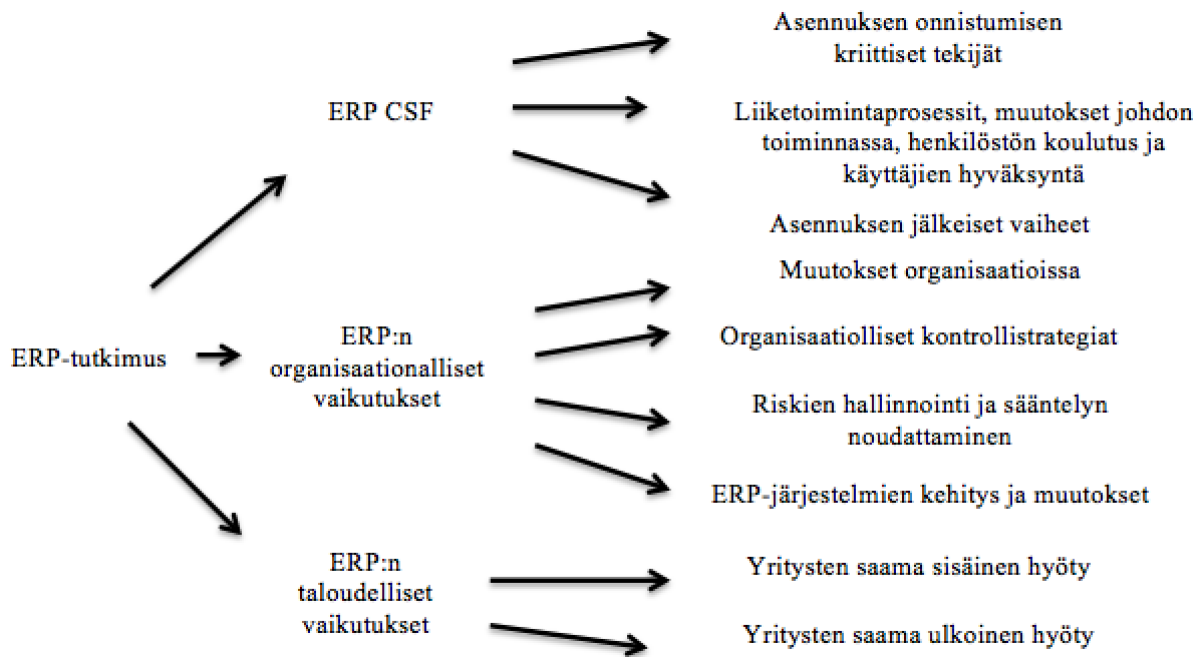 Asennuksen onnistumisen
kriittiset tekijät
ERP CSF
Liiketoimintaprosessit, muutokset johdon
toiminnassa, henkilöstön koulutus ja
käyttäjien hyväksyntä
Asennuksen jälkeiset vaiheet
ERP-tutkimus
ERP:n
organisaationalliset
vaikutukset
Muutokset organisaatioissa
Organisaatiolliset kontrollistrategiat
Riskien hallinnointi ja sääntelyn
noudattaminen
ERP-järjestelmien kehitys ja muutokset
ERP:n
taloudelliset
vaikutukset
Yritysten saama sisäinen hyöty
Yritysten saama ulkoinen hyöty